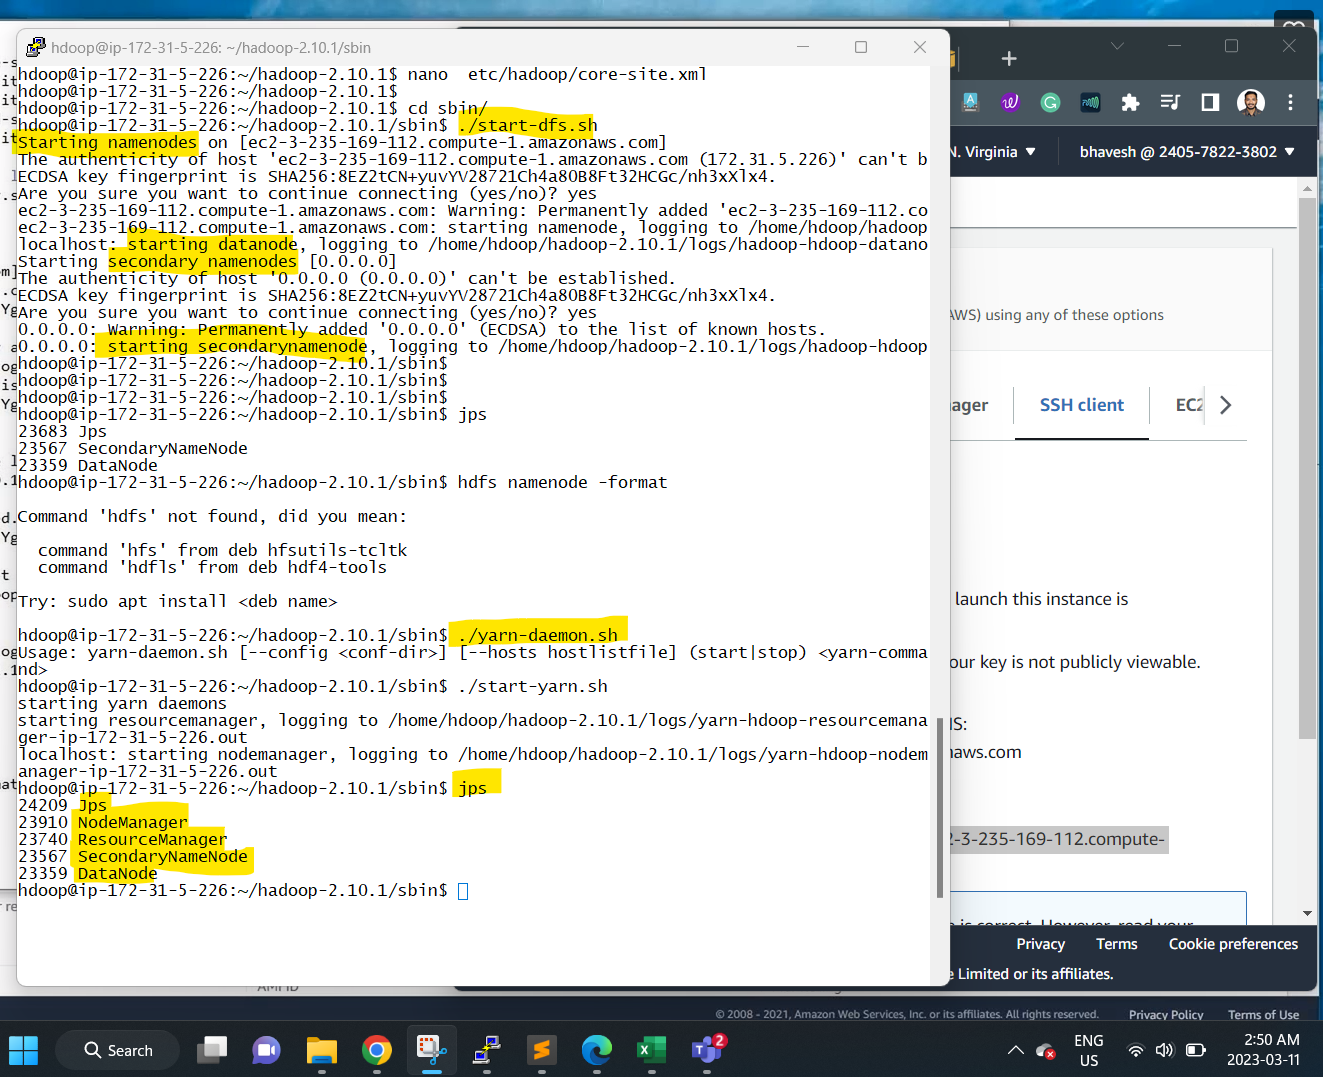 hdoop@ip-172-31-5-226: ~/hadoop-2.10.1/sbin
hdoop@ip-172-31-5-226:~/hadoop-2.10.1$ nano  etc/hadoop/core-site.xml
hdoop@ip-172-31-5-226:~/hadoop-2.10.1$
hdoop@ip-172-31-5-226:~/hadoop-2.10.1$ cd sbin/
hdoop@ip-172-31-5-226:~/hadoop-2.10.1/sbin$ ./start-dfs.sh
Starting namenodes on [ec2-3-235-169-112.compute-1.amazonaws.com]
The authenticity of host 'ec2-3-235-169-112.compute-1.amazonaws.com (172.31.5.226)' can't b
ECDSA key fingerprint is SHA256:8EZ2tCN+yuvYV28721Ch4a80B8Ft32HCGc/nh3xXlx4.
Are you sure you want to continue connecting (yes/no)? yes
ec2-3-235-169-112.compute-1.amazonaws.com: Warning: Permanently added 'ec2-3-235-169-112.co
ec2-3-235-169-112.compute-1.amazonaws.com: starting namenode, logging to /home/hdoop/hadoop
localhost: starting datanode, logging to /home/hdoop/hadoop-2.10.1/logs/hadoop-hdoop-datano
Starting secondary namenodes [0.0.0.0]
The authenticity of host '0.0.0.0 (0.0.0.0)' can't be established.
ECDSA key fingerprint is SHA256:8EZ2tCN+yuvYV28721Ch4a80B8Ft32HCGc/nh3xXlx4.
Are you sure you want to continue connecting (yes/no)? yes
0.0.0.0: Warning: Permanently added '0.0.0.0' (ECDSA) to the list of known hosts.
0.0.0.0: starting secondarynamenode, logging to /home/hdoop/hadoop-2.10.1/logs/hadoop-hdoop
hdoop@ip-172-31-5-226:~/hadoop-2.10.1/sbin$
hdoop@ip-172-31-5-226:~/hadoop-2.10.1/sbin$
hdoop@ip-172-31-5-226:~/hadoop-2.10.1/sbin$
hdoop@ip-172-31-5-226:~/hadoop-2.10.1/sbin$ jps
23683 Jps
23567 SecondaryNameNode
23359 DataNode
hdoop@ip-172-31-5-226:~/hadoop-2.10.1/sbin$ hdfs namenode -format
Command 'hdfs' not found, did you mean:
command 'hfs' from deb hfsutils-tcltk
command 'hdfls' from deb hdf4-tools
Try: sudo apt install <deb name>
hdoop@ip-172-31-5-226:~/hadoop-2.10.1/sbin$ ./yarn-daemon.sh
Usage: yarn-daemon.sh [--config <conf-dir>] [--hosts hostlistfile] (start|stop) <yarn-comma
nd>
hdoop@ip-172-31-5-226:~/hadoop-2.10.1/sbin$ ./start-yarn.sh
starting yarn daemons
starting resourcemanager, logging to /home/hdoop/hadoop-2.10.1/logs/yarn-hdoop-resourcemana
ger-ip-172-31-5-226.out
localhost: starting nodemanager, logging to /home/hdoop/hadoop-2.10.1/logs/yarn-hdoop-nodem
anager-ip-172-31-5-226.out
hdoop@ip-172-31-5-226:~/hadoop-2.10.1/sbin$ jps
24209 Jps
23910 NodeManager
23740 ResourceManager
23567 SecondaryNameNode
23359 DataNode
hdoop@ip-172-31-5-226:~/hadoop-2.10.1/sbin$
N. Virginia
bhavesh @ 2405-7822-3802
AWS) using any of these options
ager
SSH client
EC2
launch this instance is
our key is not publicly viewable.
NS:
naws.com
2-3-235-169-112.compute-
is correct. However, read your
Privacy
Terms
Cookie preferences
e Limited or its affiliates.
© 2008 - 2021, Amazon Web Services, Inc. or its affiliates. All rights reserved.
Privacy Policy
Terms of Use
Search
2
ENG
US
2:50 AM
2023-03-11